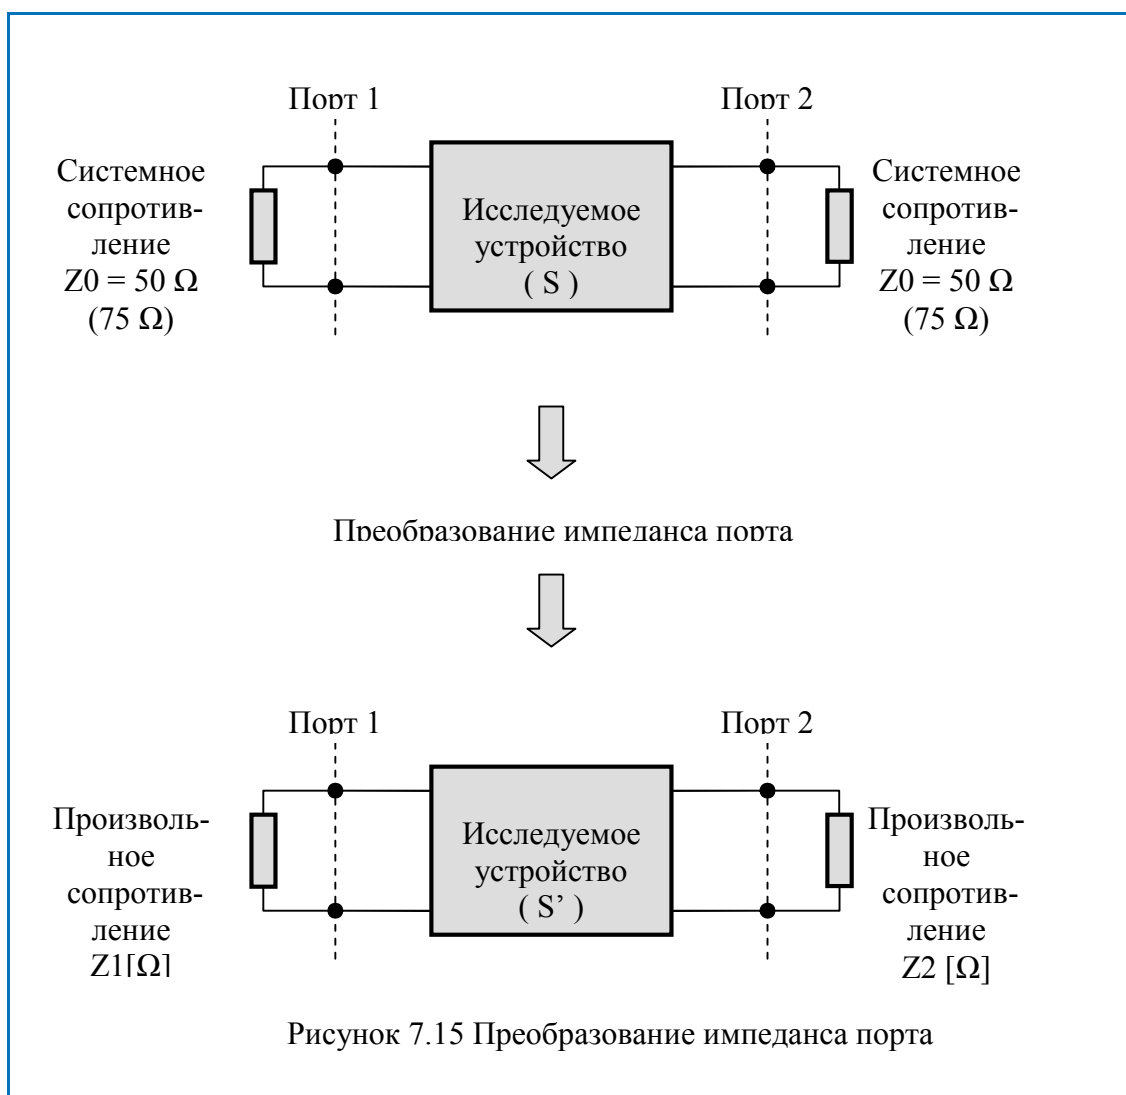 Порт 1
Порт 2
Системное
сопротив-
ление
Z0 = 50 Ω
(75 Ω)
Исследуемое
устройство
( S )
Системное
сопротив-
ление
Z0 = 50 Ω
(75 Ω)
Преобразование импеданса порта
Порт 1
Порт 2
Произволь-
ное
сопротив-
ление
Z1[Ω]
Исследуемое
устройство
( S’ )
Произволь-
ное
сопротив-
ление
Z2 [Ω]
Рисунок 7.15 Преобразование импеданса порта